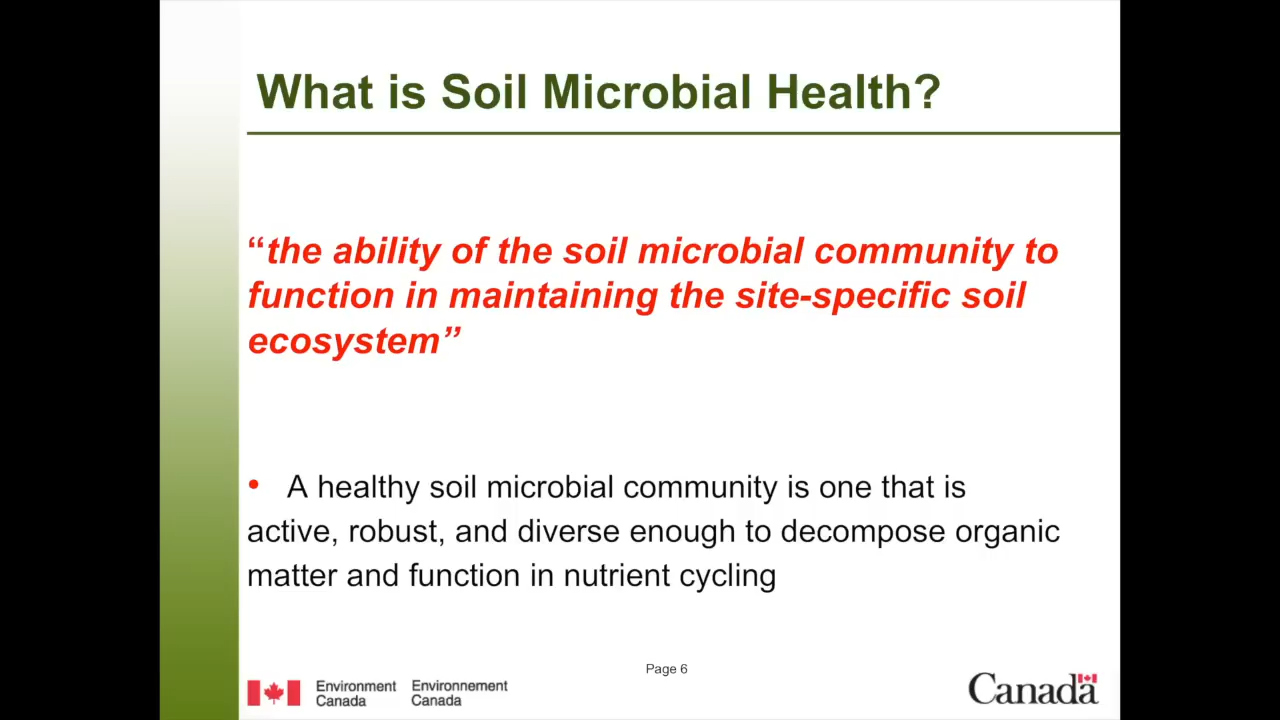 What is Soil Microbial Health?
“the ability of the soil microbial community to
function in maintaining the site-specific soil
ecosystem”
• A healthy soil microbial community is one that is
active, robust, and diverse enough to decompose organic
matter and function in nutrient cycling
Page 6
Environment Canada
Environnement Canada
Canada